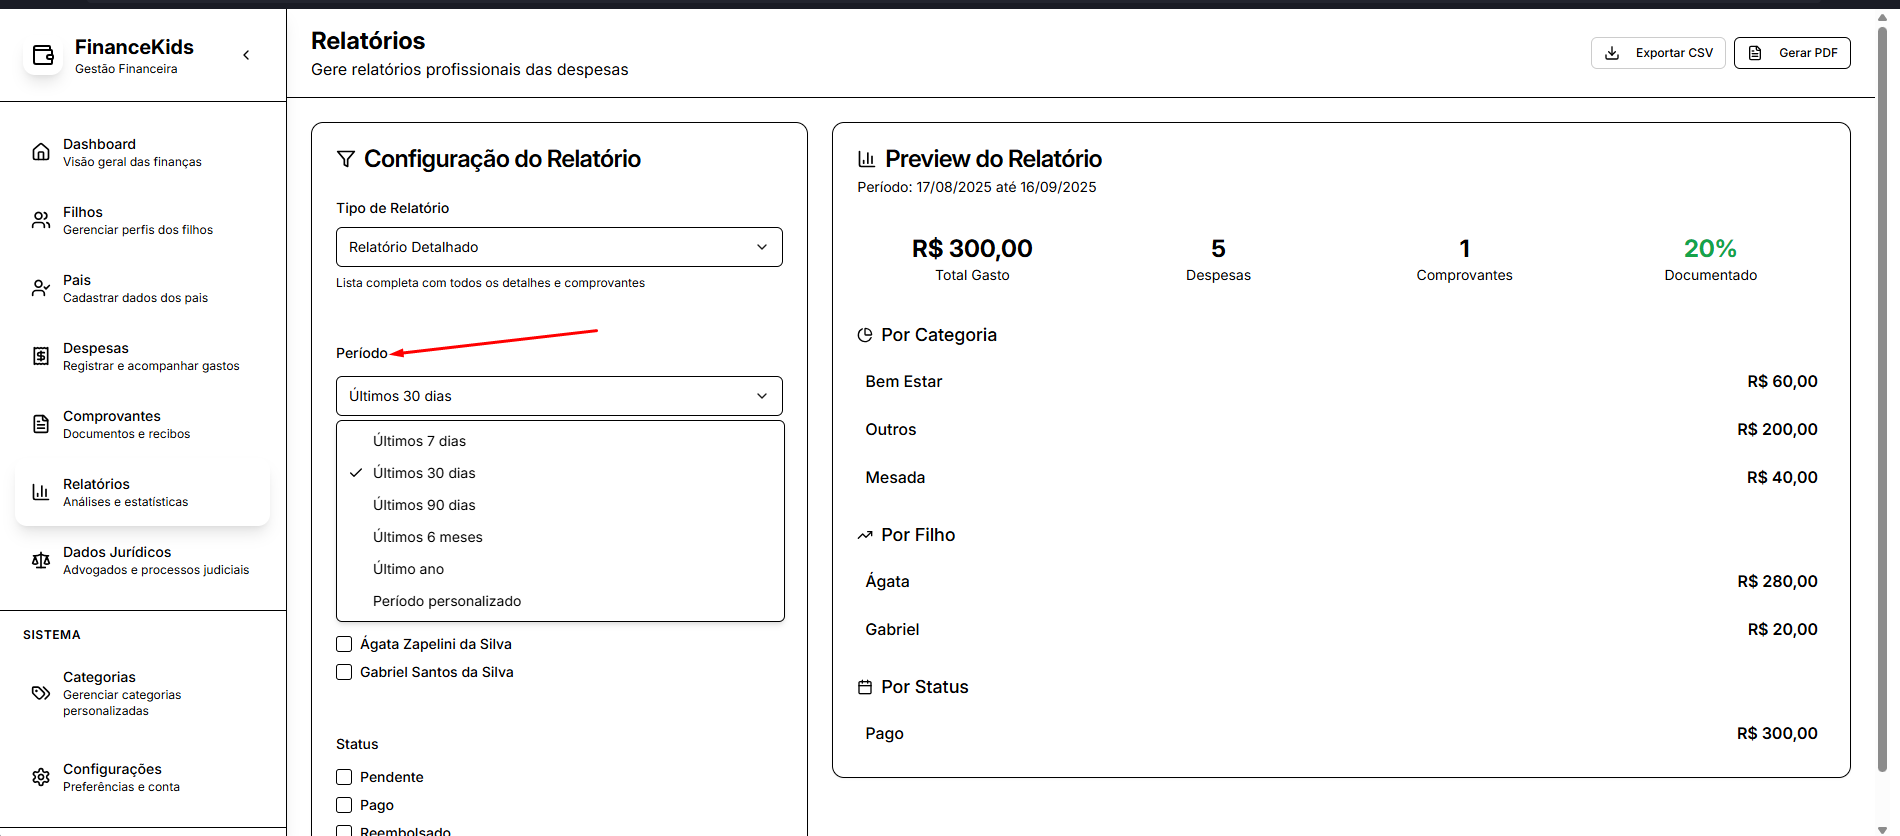 FinanceKids
Gestão Financeira
Dashboard
Visão geral das finanças
Filhos
Gerenciar perfis dos filhos
Pais
Cadastrar dados dos pais
Despesas
Registrar e acompanhar gastos
Comprovantes
Documentos e recibos
Relatórios
Análises e estatísticas
Dados Jurídicos
Advogados e processos judiciais
SISTEMA
Categorias
Gerenciar categorias
personalizadas
Configurações
Preferências e conta
Relatórios
Gere relatórios profissionais das despesas
Exportar CSV
Gerar PDF
Configuração do Relatório
Tipo de Relatório
Relatório Detalhado
Lista completa com todos os detalhes e comprovantes
Período
Últimos 30 dias
Últimos 7 dias
Últimos 30 dias
Últimos 90 dias
Últimos 6 meses
Último ano
Período personalizado
Ágata Zapelini da Silva
Gabriel Santos da Silva
Status
Pendente
Pago
Reembolsado
Preview do Relatório
Período: 17/08/2025 até 16/09/2025
R$ 300,00
Total Gasto
5
Despesas
1
Comprovantes
20%
Documentado
Por Categoria
Bem Estar R$ 60,00
Outros R$ 200,00
Mesada R$ 40,00
Por Filho
Ágata R$ 280,00
Gabriel R$ 20,00
Por Status
Pago R$ 300,00